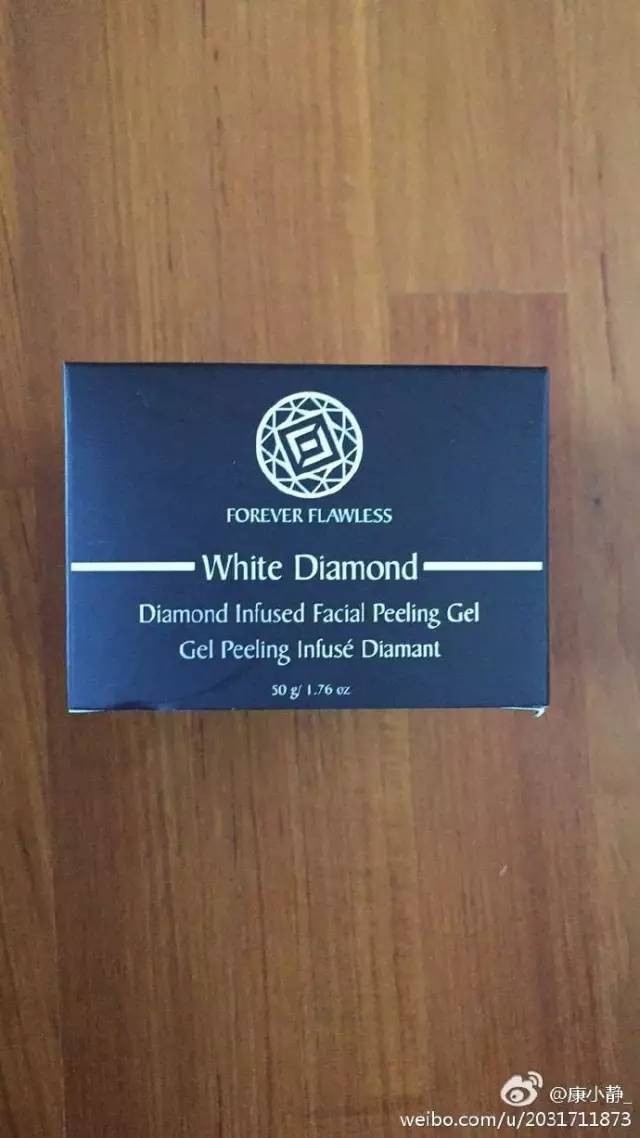 FOREVER FLAWLESS
White Diamond
Diamond Infused Facial Peeling Gel
Gel Peeling Infusé Diamant
50 g/ 1.76 oz
@康小静_
weibo.com/u/2031711873